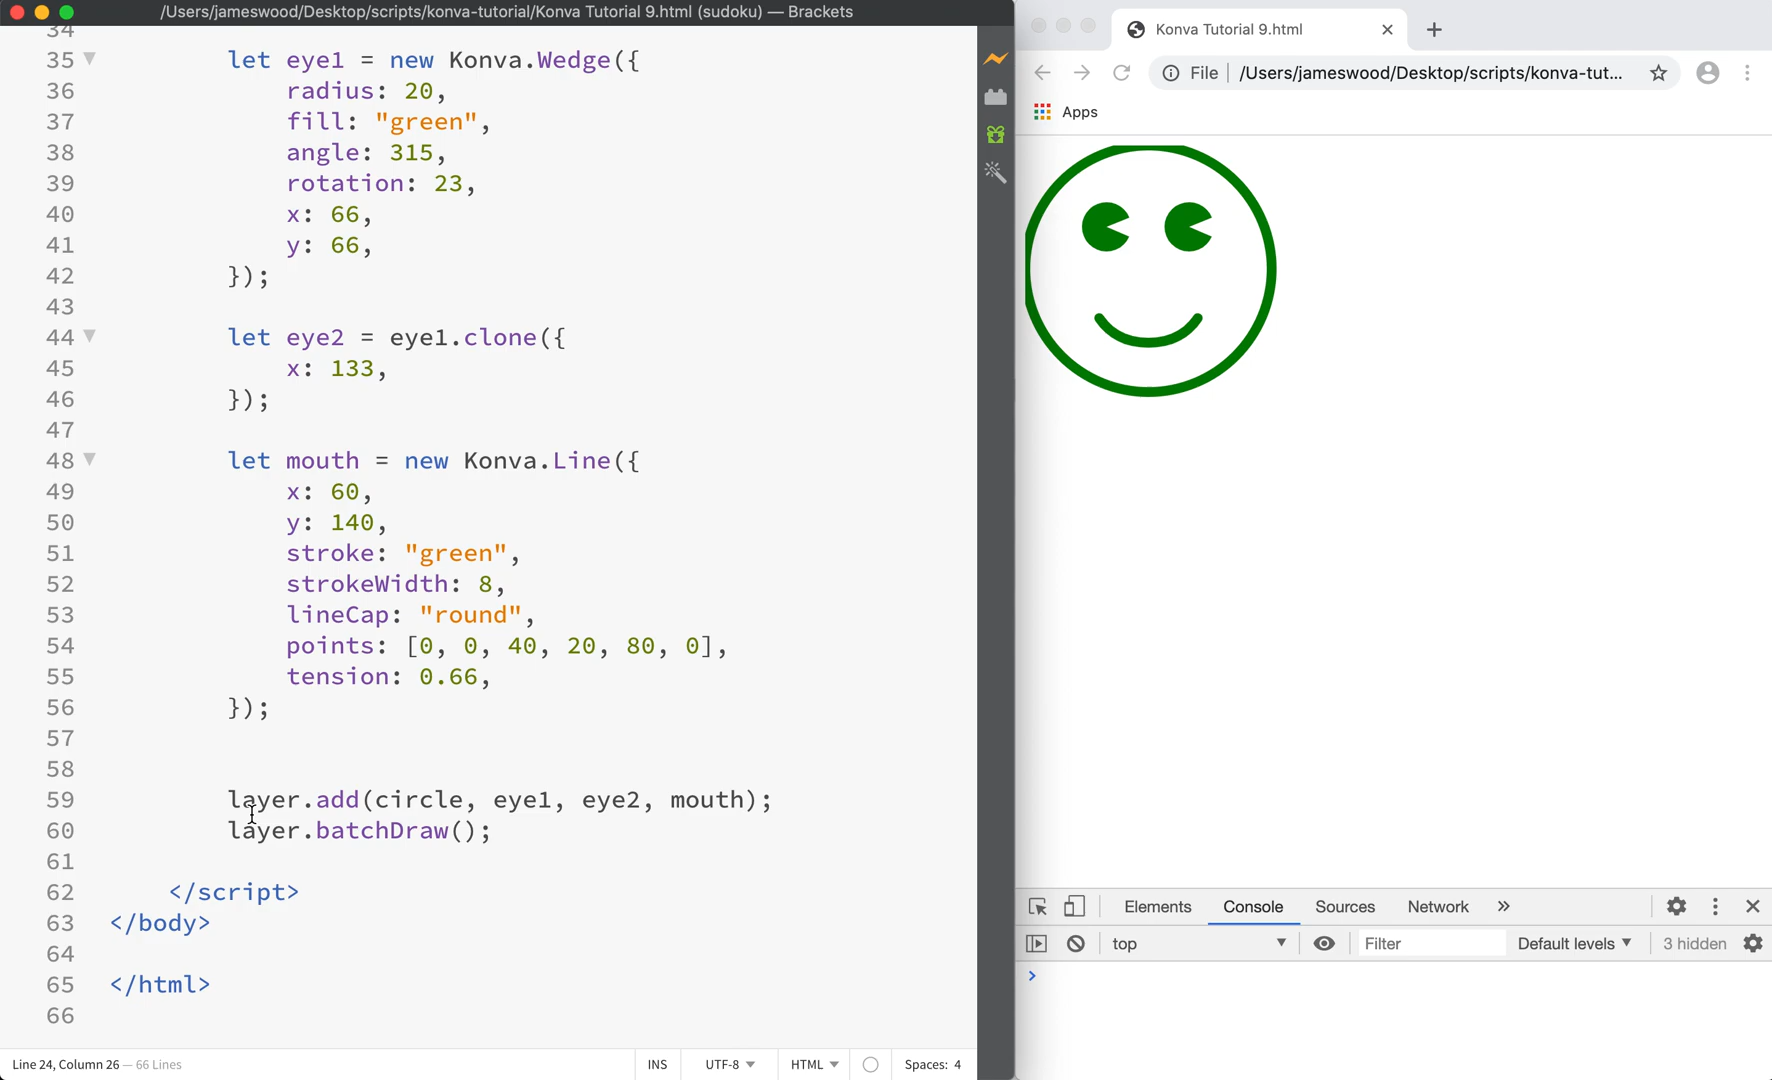 /Users/jameswood/Desktop/scripts/konva-tutorial/Konva Tutorial 9.html (sudoku) — Brackets
34
35 let eye1 = new Konva.Wedge({
36 radius: 20,
37 fill: "green",
38 angle: 315,
39 rotation: 23,
40 x: 66,
41 y: 66,
42 });
43
44 let eye2 = eye1.clone({
45 x: 133,
46 });
47
48 let mouth = new Konva.Line({
49 x: 60,
50 y: 140,
51 stroke: "green",
52 strokeWidth: 8,
53 lineCap: "round",
54 points: [0, 0, 40, 20, 80, 0],
55 tension: 0.66,
56 });
57
58
59 layer.add(circle, eye1, eye2, mouth);
60 layer.batchDraw();
61
62 </script>
63 </body>
64
65 </html>
66
Line 24, Column 26 — 66 Lines
INS UTF-8 HTML Spaces: 4
Konva Tutorial 9.html
File /Users/jameswood/Desktop/scripts/konva-tut...
Apps
Elements Console Sources Network
top Filter Default levels 3 hidden